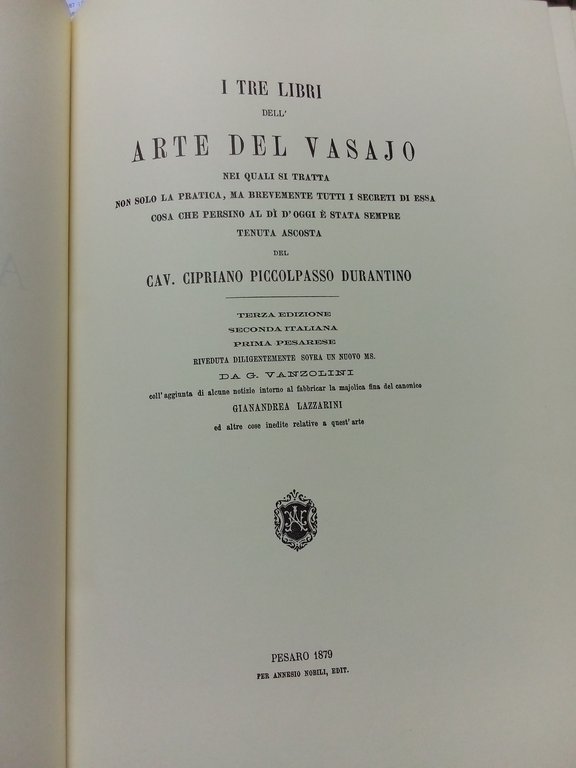 I TRE LIBRI
DELL'
ARTE DEL VASAJO
NEI QUALI SI TRATTA
NON SOLO LA PRATICA, MA BREVEMENTE TUTTI I SECRETI DI ESSA
COSA CHE PERSINO AL DÌ D'OGGI È STATA SEMPRE
TENUTA ASCOSTA
DEL
CAV. CIPRIANO PICCOLPASSO DURANTINO
TERZA EDIZIONE
SECONDA ITALIANA
PRIMA PESARESE
RIVEDUTA DILIGENTEMENTE SOVRA UN NUOVO MS.
DA G. VANZOLINI
coll'aggiunta di alcune notizie intorno al fabbricar la majolica fina del canonico
GIANANDREA LAZZARINI
ed altre cose inedite relative a quest'arte
PESARO 1879
PER ANNESIO NOBILI, EDIT.